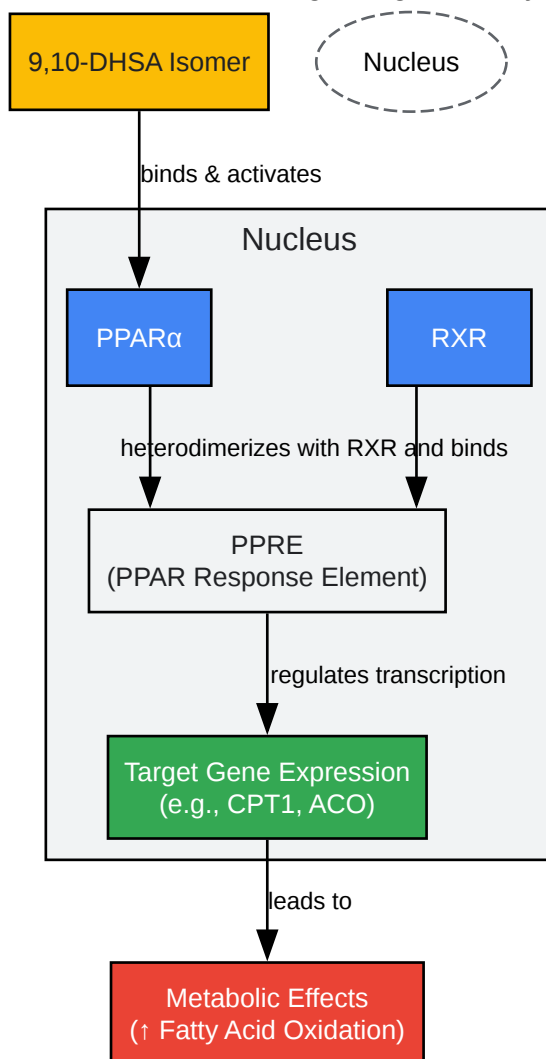 9,10-DHSA Isomer
Nucleus
binds & activates
Nucleus
PPARα
RXR
heterodimerizes with RXR and binds
PPRE
(PPAR Response Element)
regulates transcription
Target Gene Expression
(e.g., CPT1, ACO)
leads to
Metabolic Effects
(↑ Fatty Acid Oxidation)